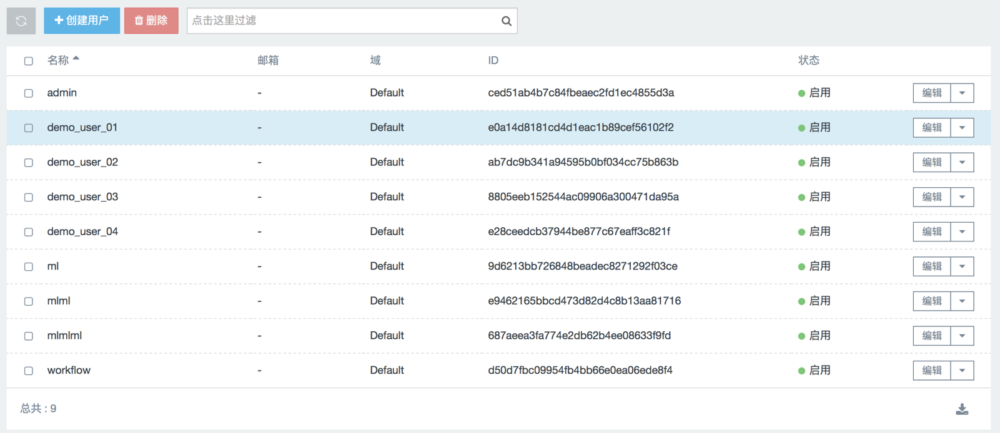 创建用户 删除 点击这里过滤
名称 邮箱 域 ID 状态
admin - Default ced51ab4b7c84fbeaec2fd1ec4855d3a 启用 编辑
demo_user_01 - Default e0a14d8181cd4d1eac1b89cef56102f2 启用 编辑
demo_user_02 - Default ab7dc9b341a94595b0bf034cc75b863b 启用 编辑
demo_user_03 - Default 8805eeb152544ac09906a300471da95a 启用 编辑
demo_user_04 - Default e28ceedcb37944be877c67eaff3c821f 启用 编辑
ml - Default 9d6213bb726848beadec8271292f03ce 启用 编辑
mlml - Default e9462165bbcd473d82d4c8b13aa81716 启用 编辑
mlmlml - Default 687aeea3fa774e2db62b4ee08633f9fd 启用 编辑
workflow - Default d50d7fbc09954fb4bb66e0ea06ede8f4 启用 编辑
总共 : 9